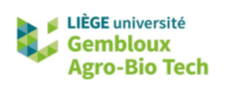 LIÈGE université
Gembloux
Agro-Bio Tech